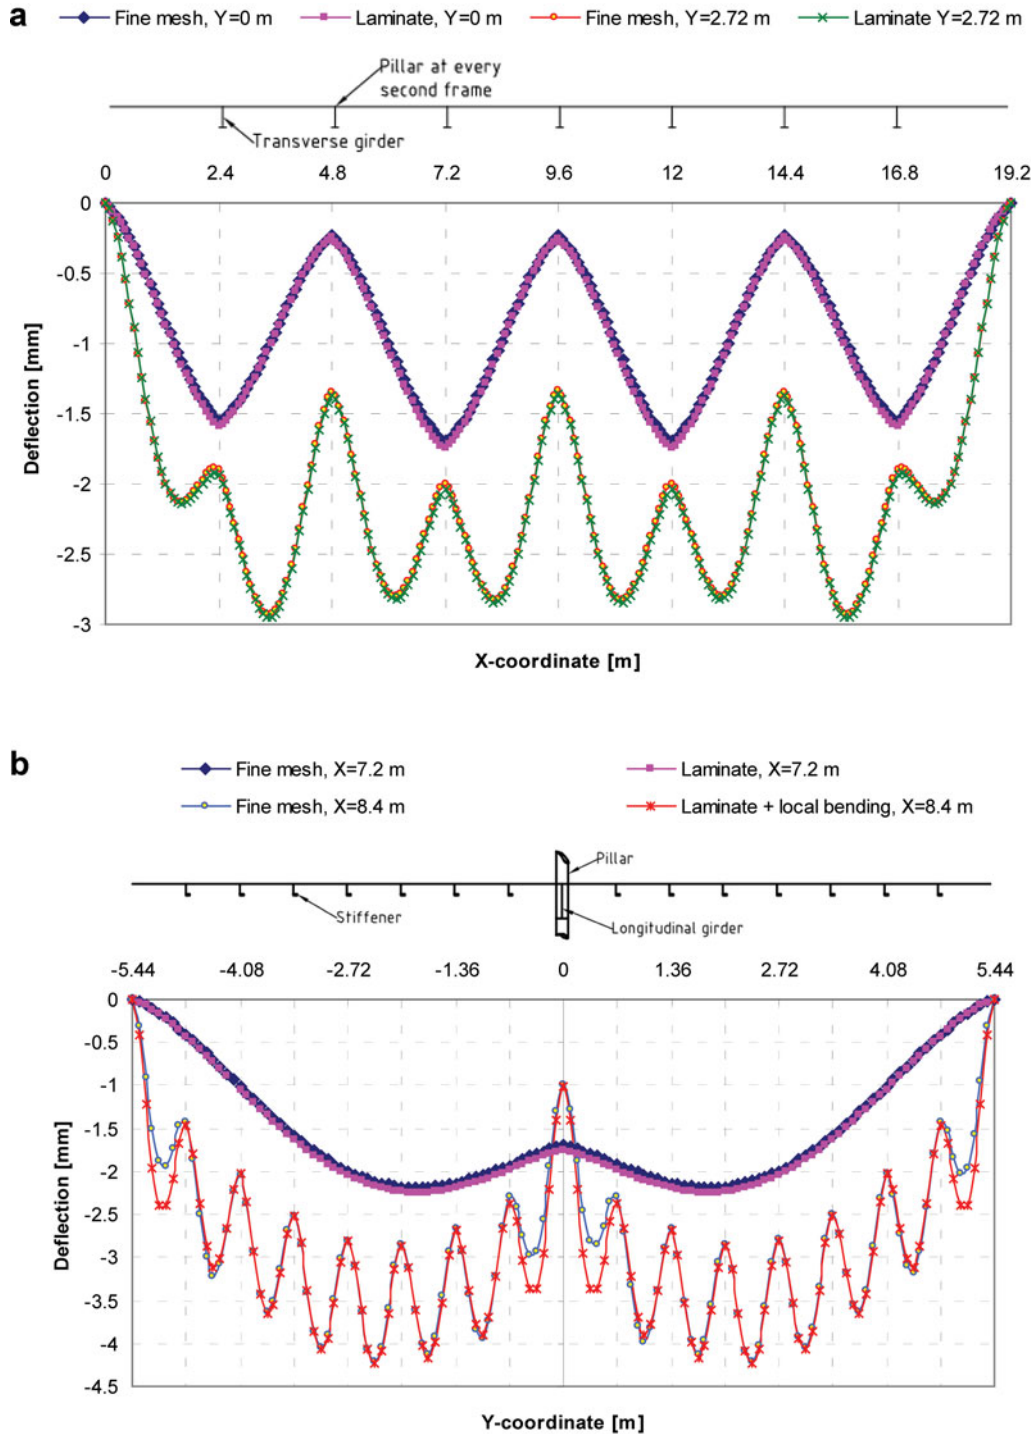 a
Fine mesh, Y=0 m Laminate, Y=0 m Fine mesh, Y=2.72 m Laminate Y=2.72 m
Pillar at every
second frame
Transverse girder
0 2.4 4.8 7.2 9.6 12 14.4 16.8 19.2
0
-0.5
-1
-1.5
-2
-2.5
-3
Deflection [mm]
X-coordinate [m]
b
Fine mesh, X=7.2 m Laminate, X=7.2 m
Fine mesh, X=8.4 m Laminate + local bending, X=8.4 m
Pillar
Stiffener
Longitudinal girder
-5.44 -4.08 -2.72 -1.36 0 1.36 2.72 4.08 5.44
0
-0.5
-1
-1.5
-2
-2.5
-3
-3.5
-4
-4.5
Deflection [mm]
Y-coordinate [m]